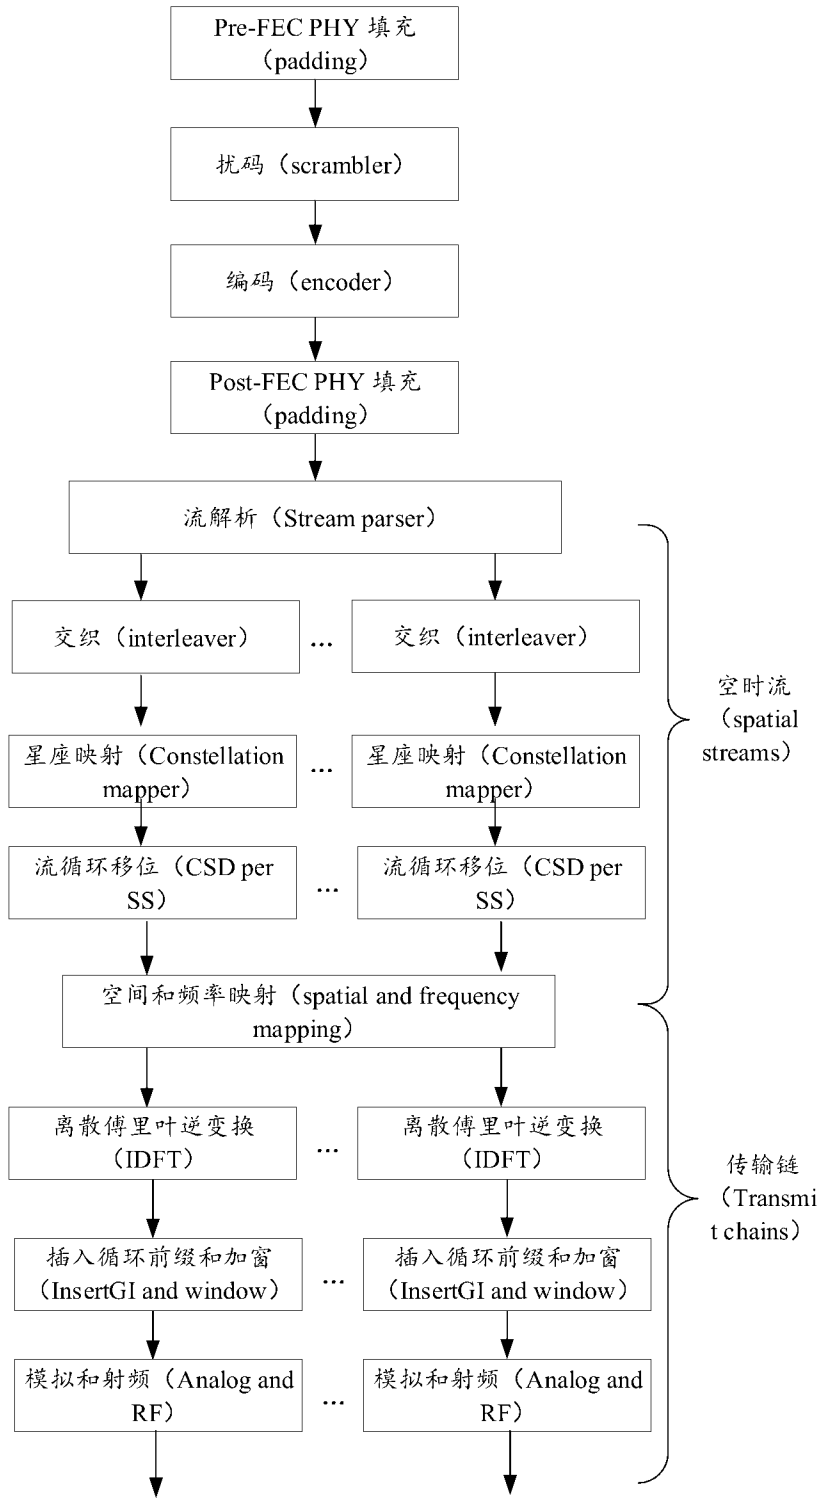 Pre-FEC PHY 填充
（padding）
扰码（scrambler）
编码（encoder）
Post-FEC PHY 填充
（padding）
流解析（Stream parser）
交织（interleaver）
...
交织（interleaver）
星座映射（Constellation
mapper）
...
星座映射（Constellation
mapper）
流循环移位（CSD per
SS）
...
流循环移位（CSD per
SS）
空时流
（spatial
streams）
空间和频率映射（spatial and frequency
mapping）
离散傅里叶逆变换
（IDFT）
...
离散傅里叶逆变换
（IDFT）
插入循环前缀和加窗
（InsertGI and window）
...
插入循环前缀和加窗
（InsertGI and window）
模拟和射频（Analog and
RF）
...
模拟和射频（Analog and
RF）
传输链
（Transmi
t chains）